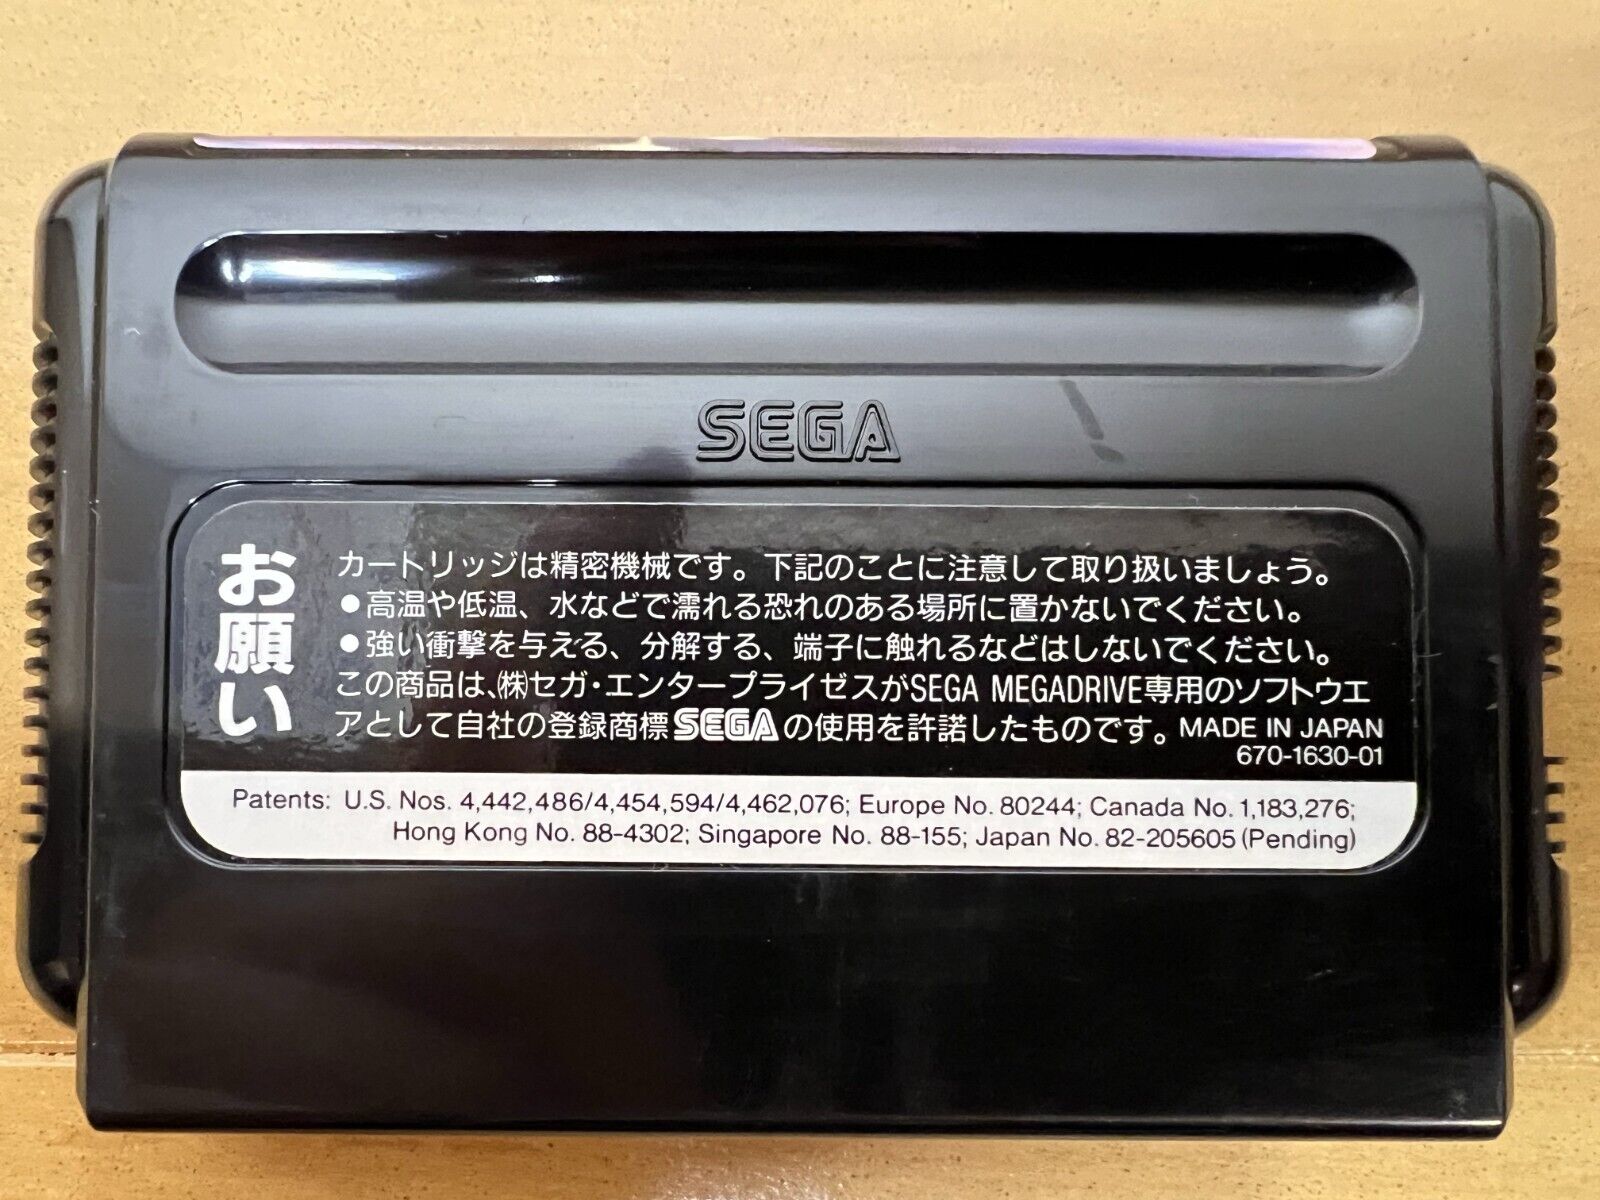 SEGA
お願い
カートリッジは精密機械です。下記のことに注意して取り扱いましょう。
●高温や低温、水などで濡れる恐れのある場所に置かないでください。
●強い衝撃を与える、分解する、端子に触れるなどはしないでください。
この商品は、㈱セガ・エンタープライゼスがSEGA MEGADRIVE専用のソフトウエ
アとして自社の登録商標SEGAの使用を許諾したものです。MADE IN JAPAN
670-1630-01
Patents: U.S. Nos. 4,442,486/4,454,594/4,462,076; Europe No. 80244; Canada No. 1,183,276;
Hong Kong No. 88-4302; Singapore No. 88-155; Japan No. 82-205605 (Pending)